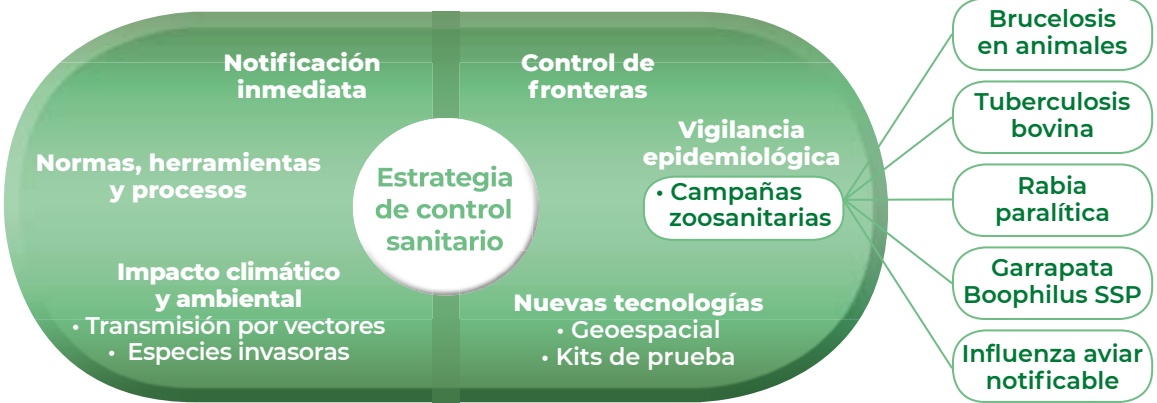 Notificación
inmediata
Control de
fronteras
Normas, herramientas
y procesos
Estrategia
de control
sanitario
Vigilancia
epidemiológica
• Campañas
zoosanitarias
Impacto climático
y ambiental
• Transmisión por vectores
• Especies invasoras
Nuevas tecnologías
• Geoespacial
• Kits de prueba
Brucelosis
en animales
Tuberculosis
bovina
Rabia
paralítica
Garrapata
Boophilus SSP
Influenza aviar
notificable